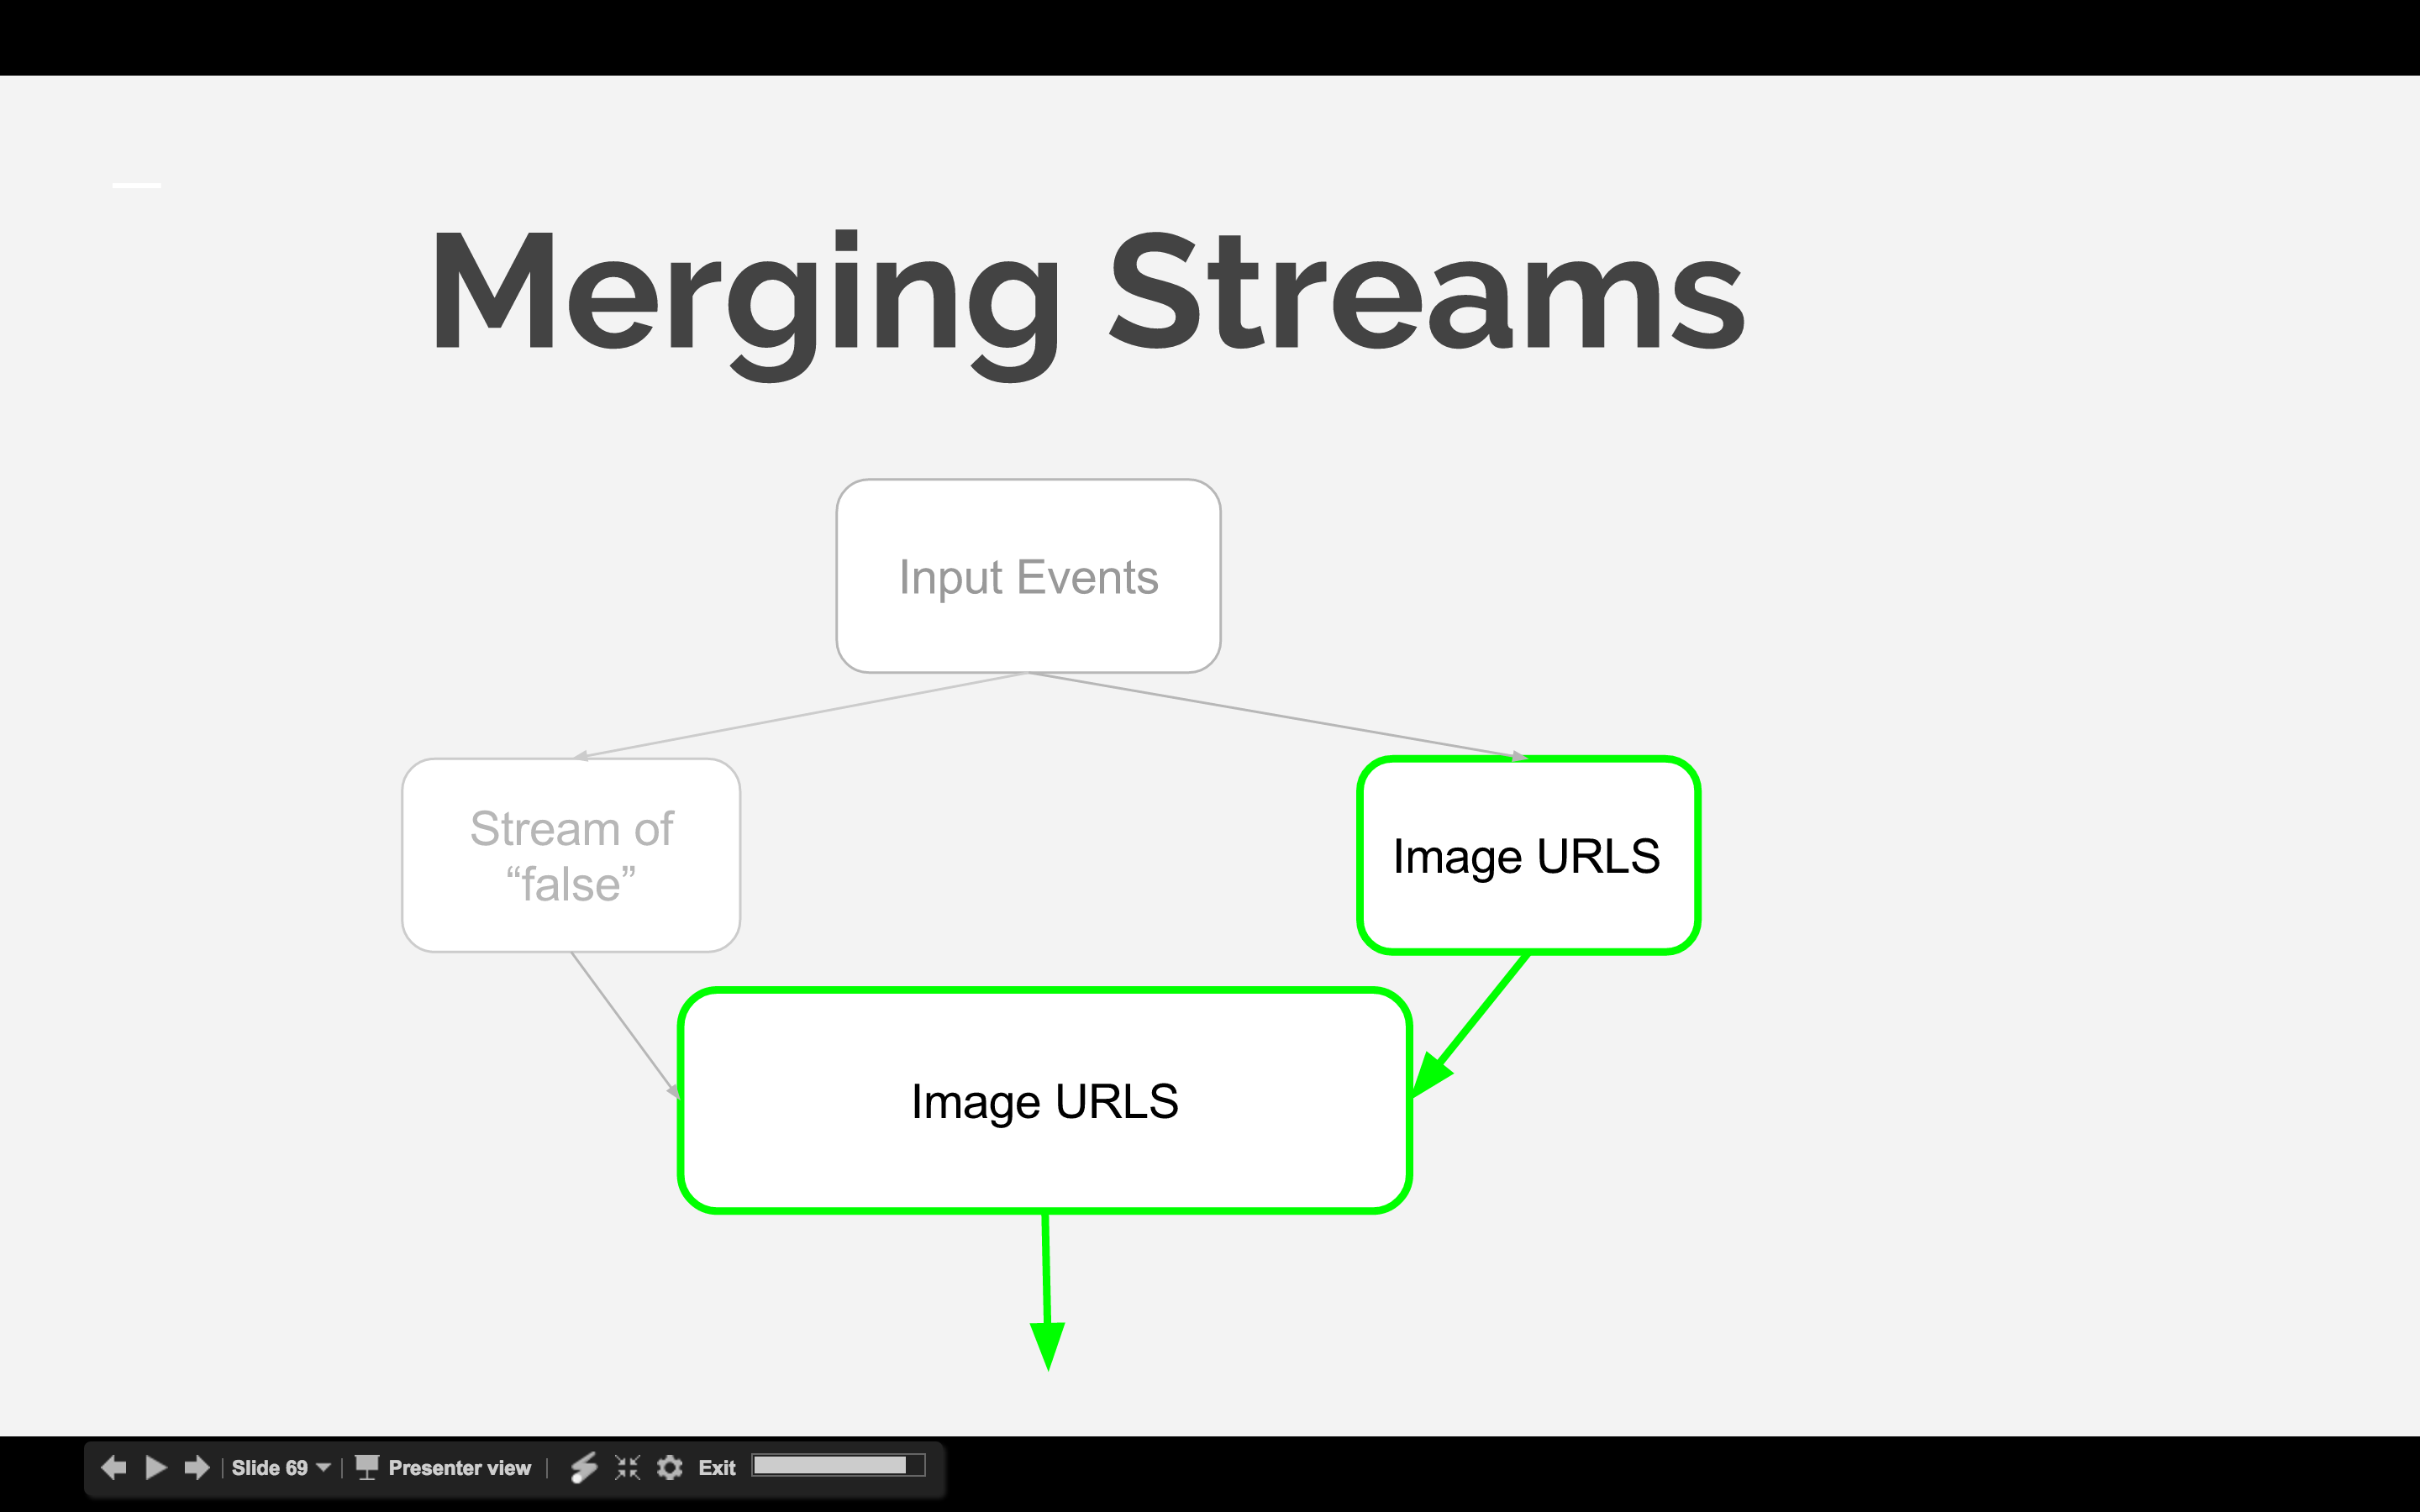 Merging Streams
Input Events
Stream of
“false”
Image URLS
Image URLS
Slide 69
Presenter view
Exit